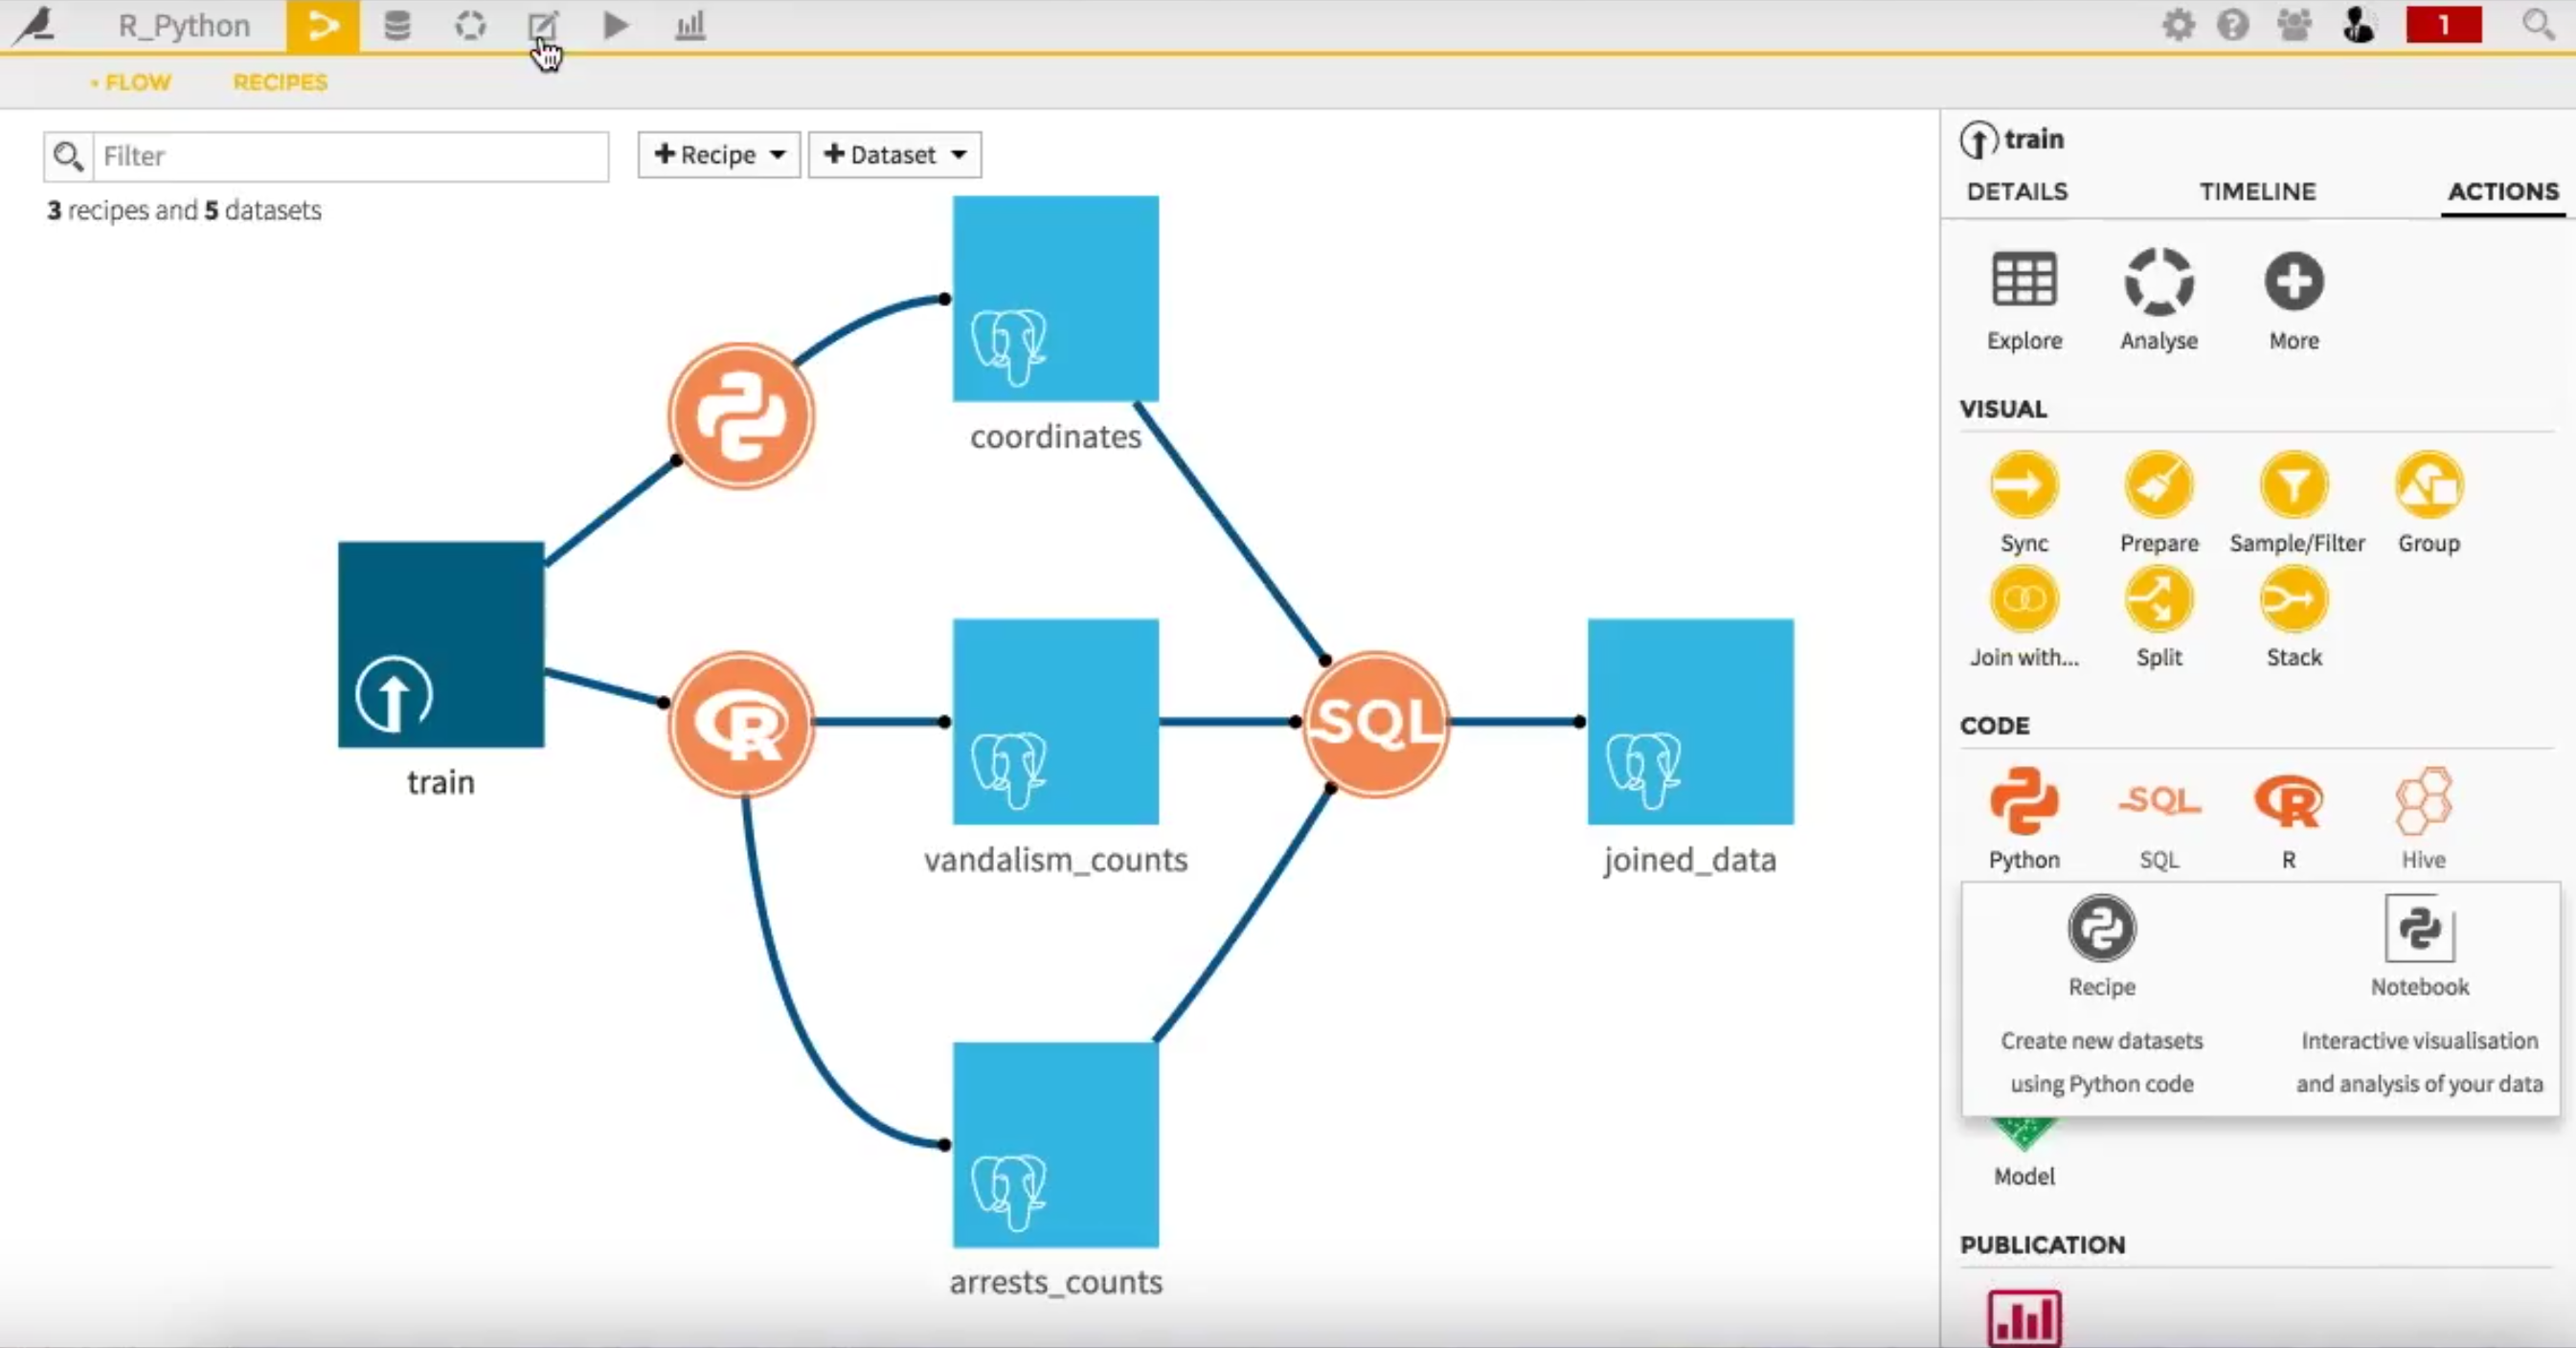 R_Python
1
• FLOW
RECIPES
Filter
+ Recipe
+ Dataset
3 recipes and 5 datasets
coordinates
train
R
vandalism_counts
SQL
joined_data
arrests_counts
train
DETAILS
TIMELINE
ACTIONS
Explore
Analyse
More
VISUAL
Sync
Prepare
Sample/Filter
Group
Join with...
Split
Stack
CODE
SQL
R
Python
SQL
R
Hive
Recipe
Notebook
Create new datasets
using Python code
Interactive visualisation
and analysis of your data
Model
PUBLICATION